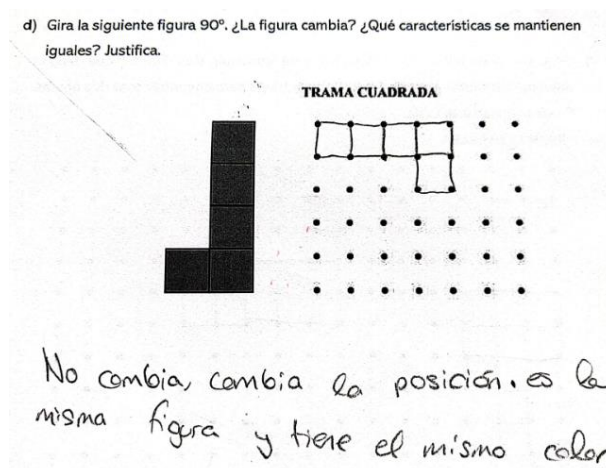 d) Gira la siguiente figura 90º. ¿La figura cambia? ¿Qué características se mantienen
iguales? Justifica.
TRAMA CUADRADA
No cambia, cambia la posición. es la
misma figura y tiene el mismo color